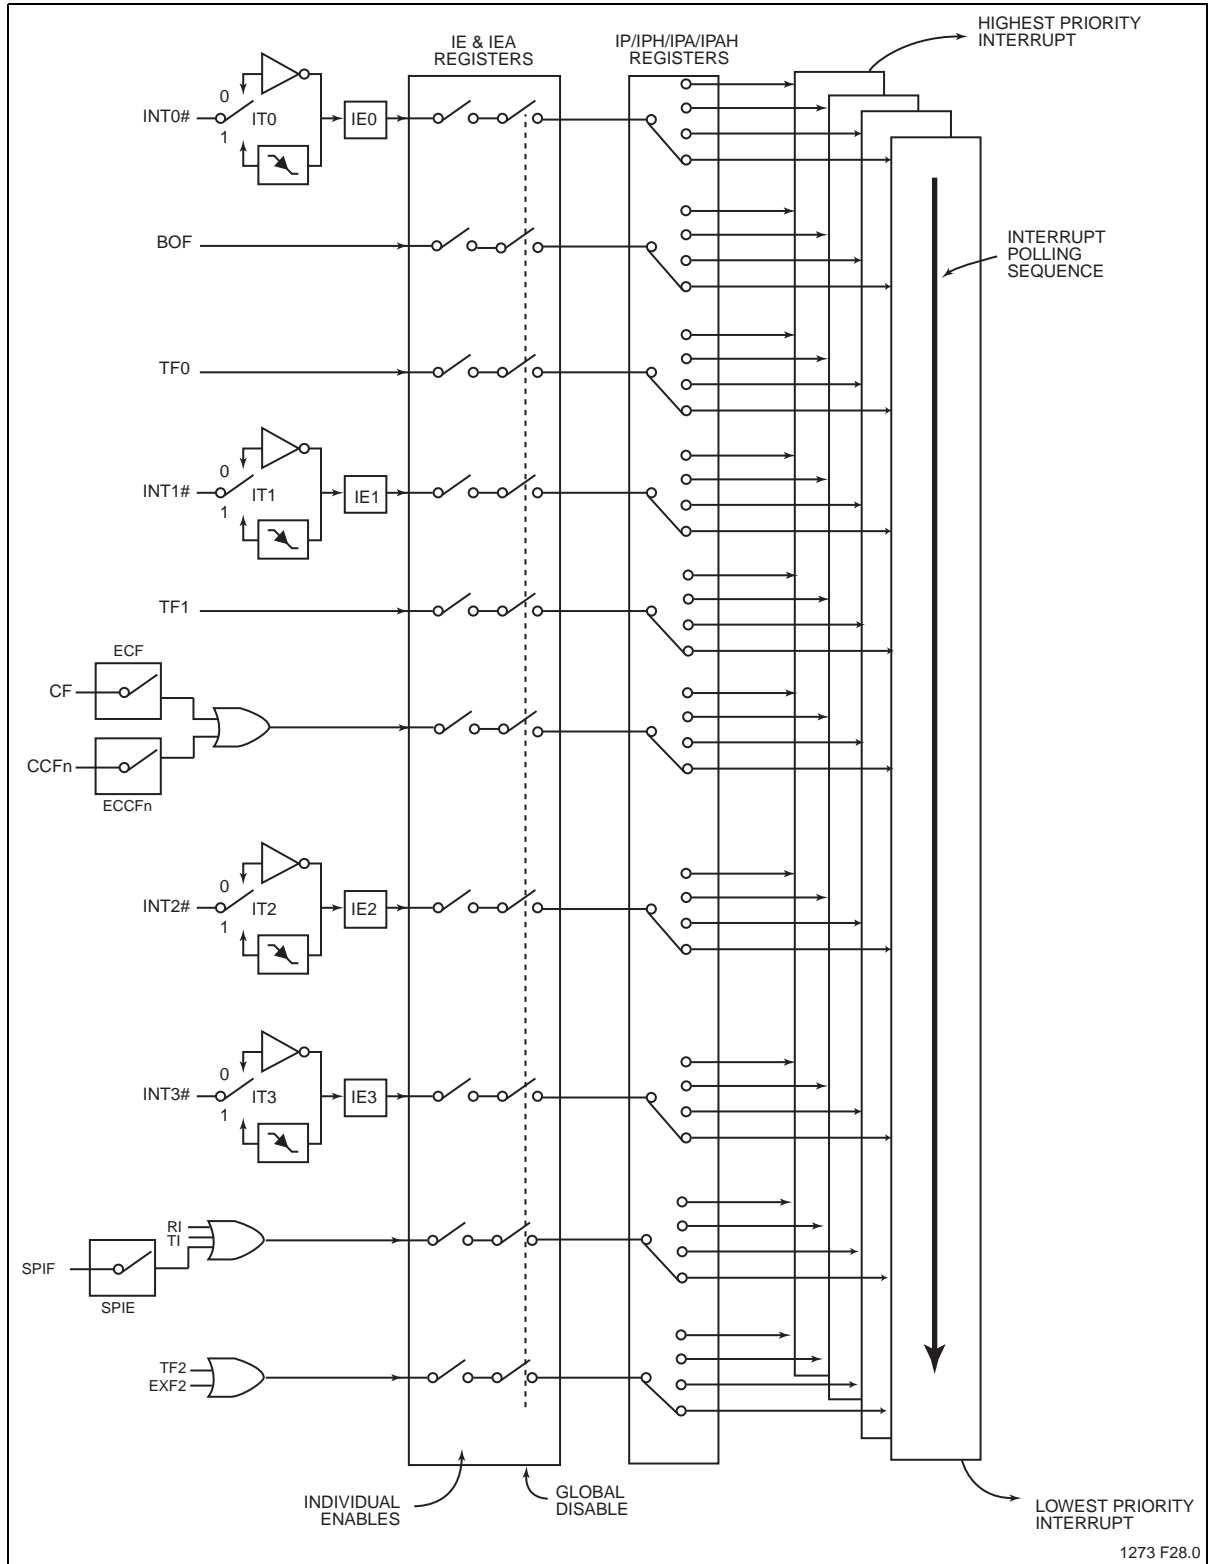 HIGHEST PRIORITY
INTERRUPT
IE & IEA
REGISTERS
IP/IPH/IPA/IPAH
REGISTERS
0
INT0#
IT0
IE0
1
BOF
INTERRUPT
POLLING
SEQUENCE
TF0
0
INT1#
IT1
IE1
1
TF1
ECF
CF
CCFn
ECCFn
0
INT2#
IT2
IE2
1
0
INT3#
IT3
IE3
1
RI
TI
SPIF
SPIE
TF2
EXF2
INDIVIDUAL
ENABLES
GLOBAL
DISABLE
LOWEST PRIORITY
INTERRUPT
1273 F28.0